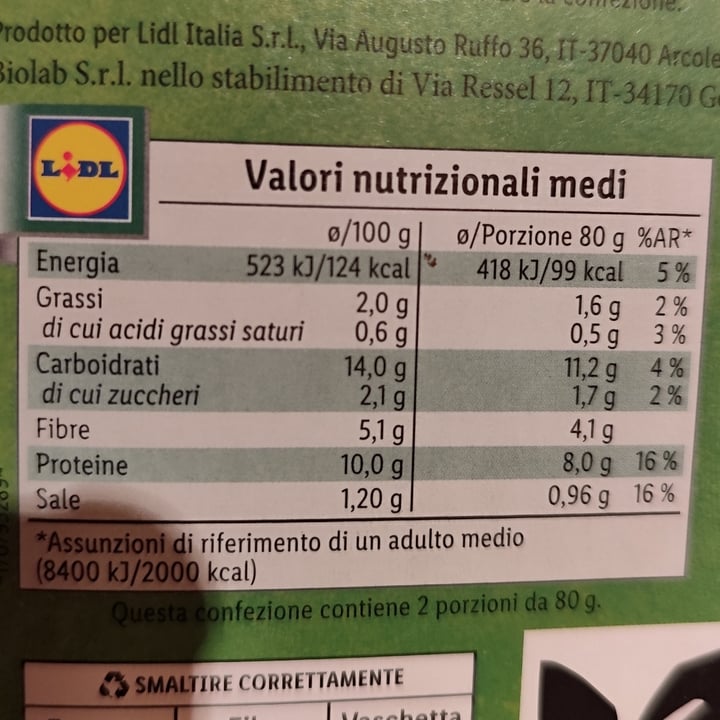 Prodotto per Lidl Italia S.r.l., Via Augusto Ruffo 36, IT-37040 Arcole
Biolab S.r.l. nello stabilimento di Via Ressel 12, IT-34170
LIDL
Valori nutrizionali medi
ø/100 g ø/Porzione 80 g %AR*
Energia 523 kJ/124 kcal 418 kJ/99 kcal 5 %
Grassi 2,0 g 1,6 g 2 %
di cui acidi grassi saturi 0,6 g 0,5 g 3 %
Carboidrati 14,0 g 11,2 g 4 %
di cui zuccheri 2,1 g 1,7 g 2 %
Fibre 5,1 g 4,1 g
Proteine 10,0 g 8,0 g 16 %
Sale 1,20 g 0,96 g 16 %
*Assunzioni di riferimento di un adulto medio
(8400 kJ/2000 kcal)
Questa confezione contiene 2 porzioni da 80 g.
SMALTIRE CORRETTAMENTE
Vaschetta